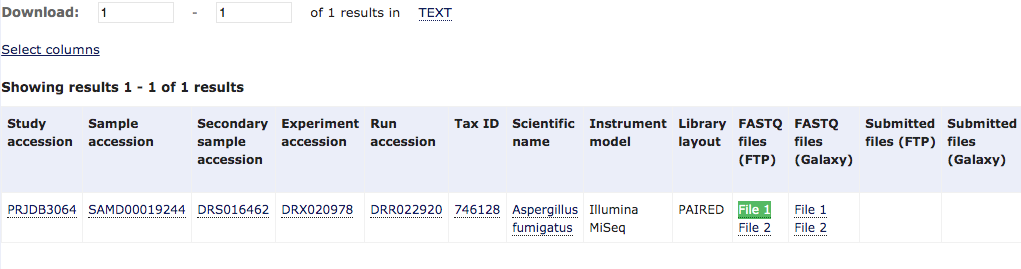 Download: 1 - 1 of 1 results in TEXT
Select columns
Showing results 1 - 1 of 1 results
Study accession Sample accession Secondary sample accession Experiment accession Run accession Tax ID Scientific name Instrument model Library layout FASTQ files (FTP) FASTQ files (Galaxy) Submitted files (FTP) Submitted files (Galaxy)
PRJDB3064 SAMD00019244 DRS016462 DRX020978 DRR022920 746128 Aspergillus fumigatus Illumina MiSeq PAIRED File 1 File 2 File 1 File 2